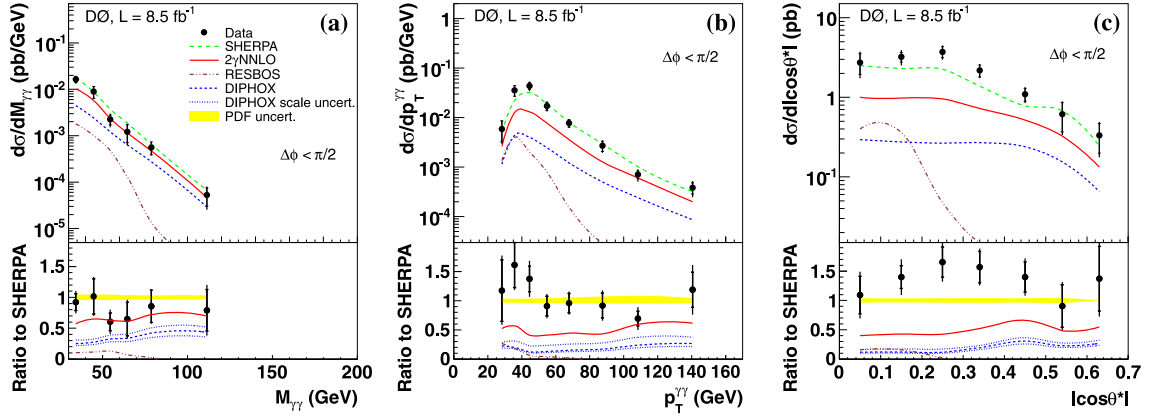 DØ, L = 8.5 fb⁻¹
(a)
Data
SHERPA
2γNNLO
RESBOS
DIPHOX
DIPHOX scale uncert.
PDF uncert.
Δϕ < π/2
dσ/dM_γγ (pb/GeV)
10⁻¹
10⁻²
10⁻³
10⁻⁴
10⁻⁵
Ratio to SHERPA
1.5
1
0.5
0
50 100 150 200
M_γγ (GeV)
DØ, L = 8.5 fb⁻¹
(b)
Δϕ < π/2
dσ/dp_T^γγ (pb/GeV)
1
10⁻¹
10⁻²
10⁻³
10⁻⁴
Ratio to SHERPA
1.5
1
0.5
0
20 40 60 80 100 120 140 160
p_T^γγ (GeV)
DØ, L = 8.5 fb⁻¹
(c)
Δϕ < π/2
dσ/d|cosθ*| (pb)
10
1
10⁻¹
Ratio to SHERPA
1.5
1
0.5
0
0 0.1 0.2 0.3 0.4 0.5 0.6 0.7
|cosθ*|